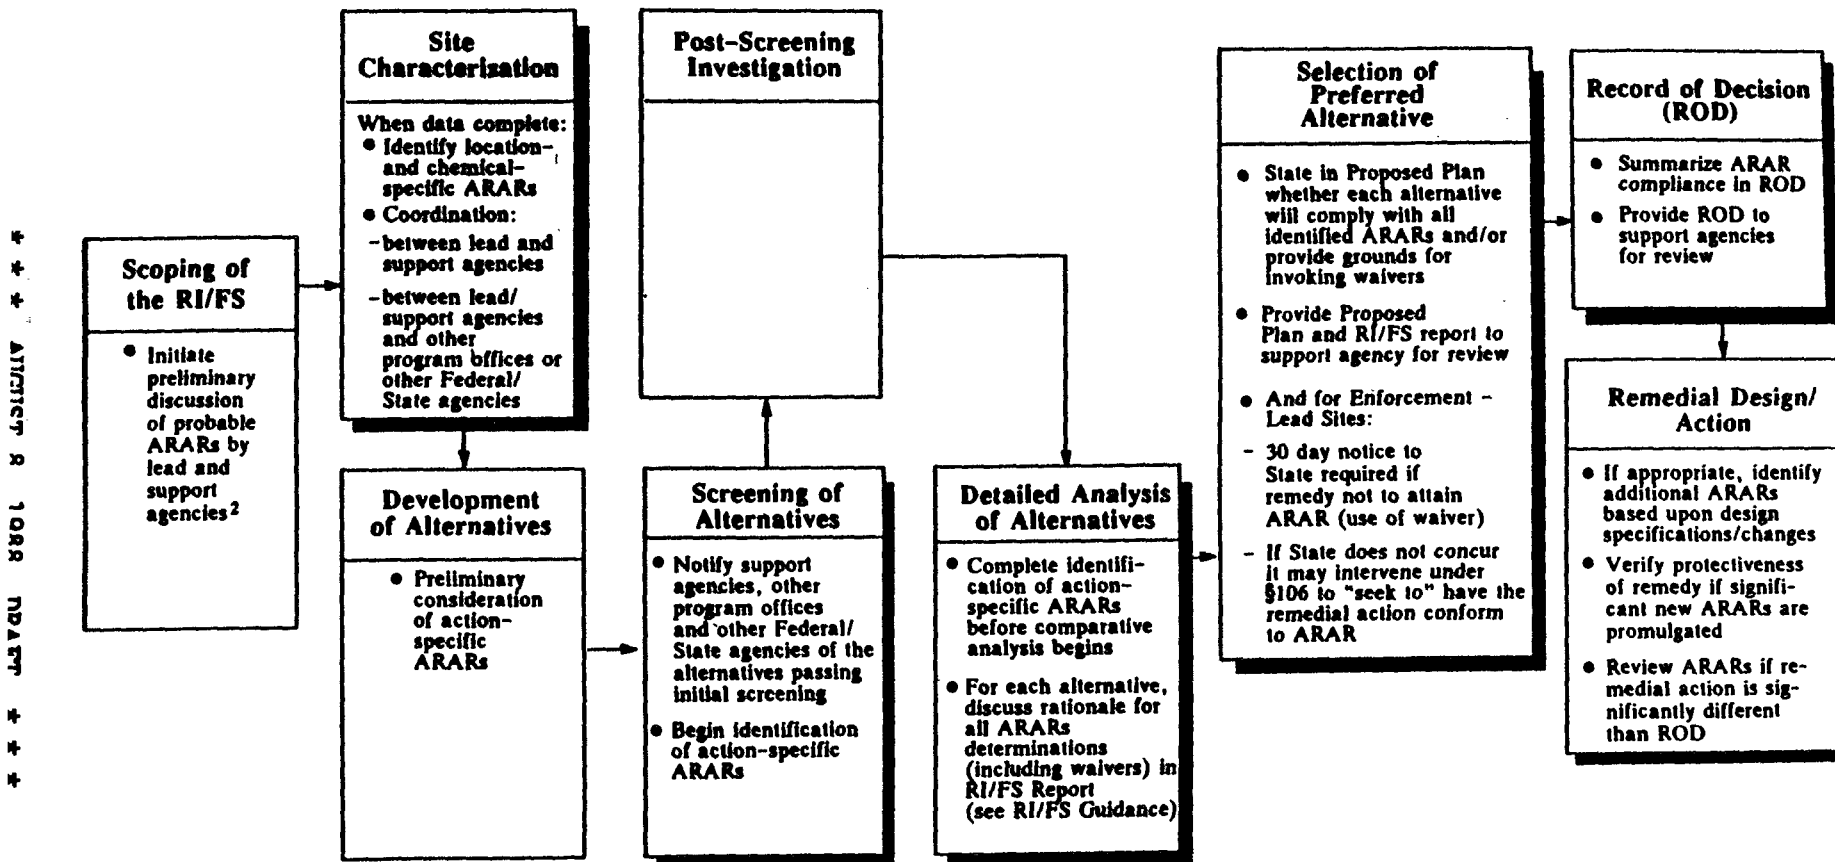 * * * AUGUST 8 1988 DRAFT * * *
Scoping of
the RI/FS
● Initiate
preliminary
discussion
of probable
ARARs by
lead and
support
agencies²
Site
Characterization
When data complete:
● Identify location-
and chemical-
specific ARARs
● Coordination:
-between lead and
support agencies
-between lead/
support agencies
and other
program offices or
other Federal/
State agencies
Development
of Alternatives
● Preliminary
consideration
of action-
specific
ARARs
Screening of
Alternatives
● Notify support
agencies, other
program offices
and other Federal/
State agencies of the
alternatives passing
initial screening
● Begin identification
of action-specific
ARARs
Post-Screening
Investigation
Detailed Analysis
of Alternatives
● Complete identifi-
cation of action-
specific ARARs
before comparative
analysis begins
● For each alternative,
discuss rationale for
all ARARs
determinations
(including waivers) in
RI/FS Report
(see RI/FS Guidance)
Selection of
Preferred
Alternative
● State in Proposed Plan
whether each alternative
will comply with all
identified ARARs and/or
provide grounds for
invoking waivers
● Provide Proposed
Plan and RI/FS report to
support agency for review
● And for Enforcement -
Lead Sites:
- 30 day notice to
State required if
remedy not to attain
ARAR (use of waiver)
- If State does not concur
it may intervene under
§106 to "seek to" have the
remedial action conform
to ARAR
Record of Decision
(ROD)
● Summarize ARAR
compliance in ROD
● Provide ROD to
support agencies
for review
Remedial Design/
Action
● If appropriate, identify
additional ARARs
based upon design
specifications/changes
● Verify protectiveness
of remedy if signifi-
cant new ARARs are
promulgated
● Review ARARs if re-
medial action is sig-
nificantly different
than ROD